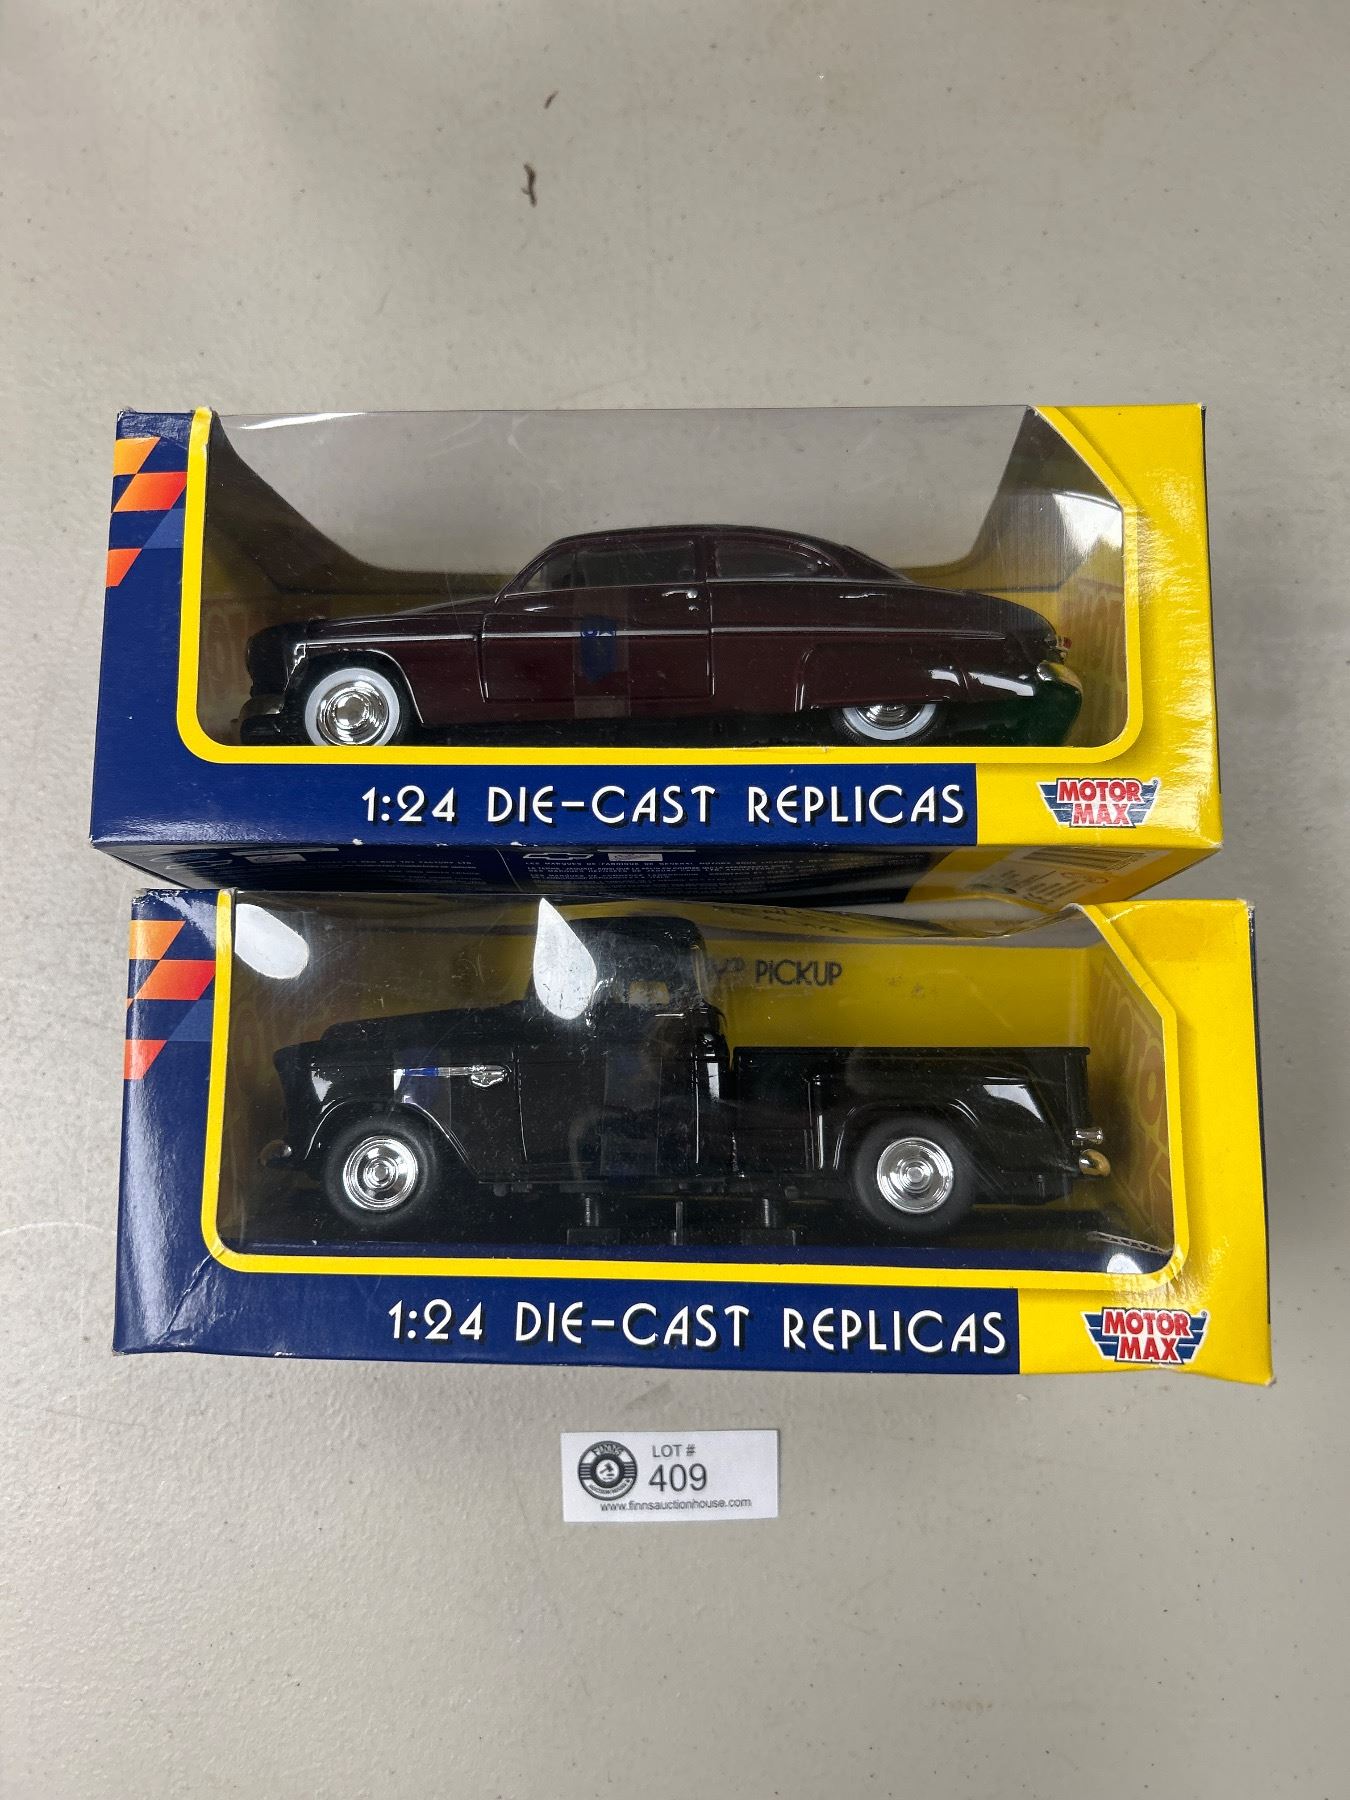 1:24 DIE-CAST REPLICAS
MOTOR
MAX
PICKUP
1:24 DIE-CAST REPLICAS
MOTOR
MAX
FINNS
LOT #
409
www.finnsauctionhouse.com